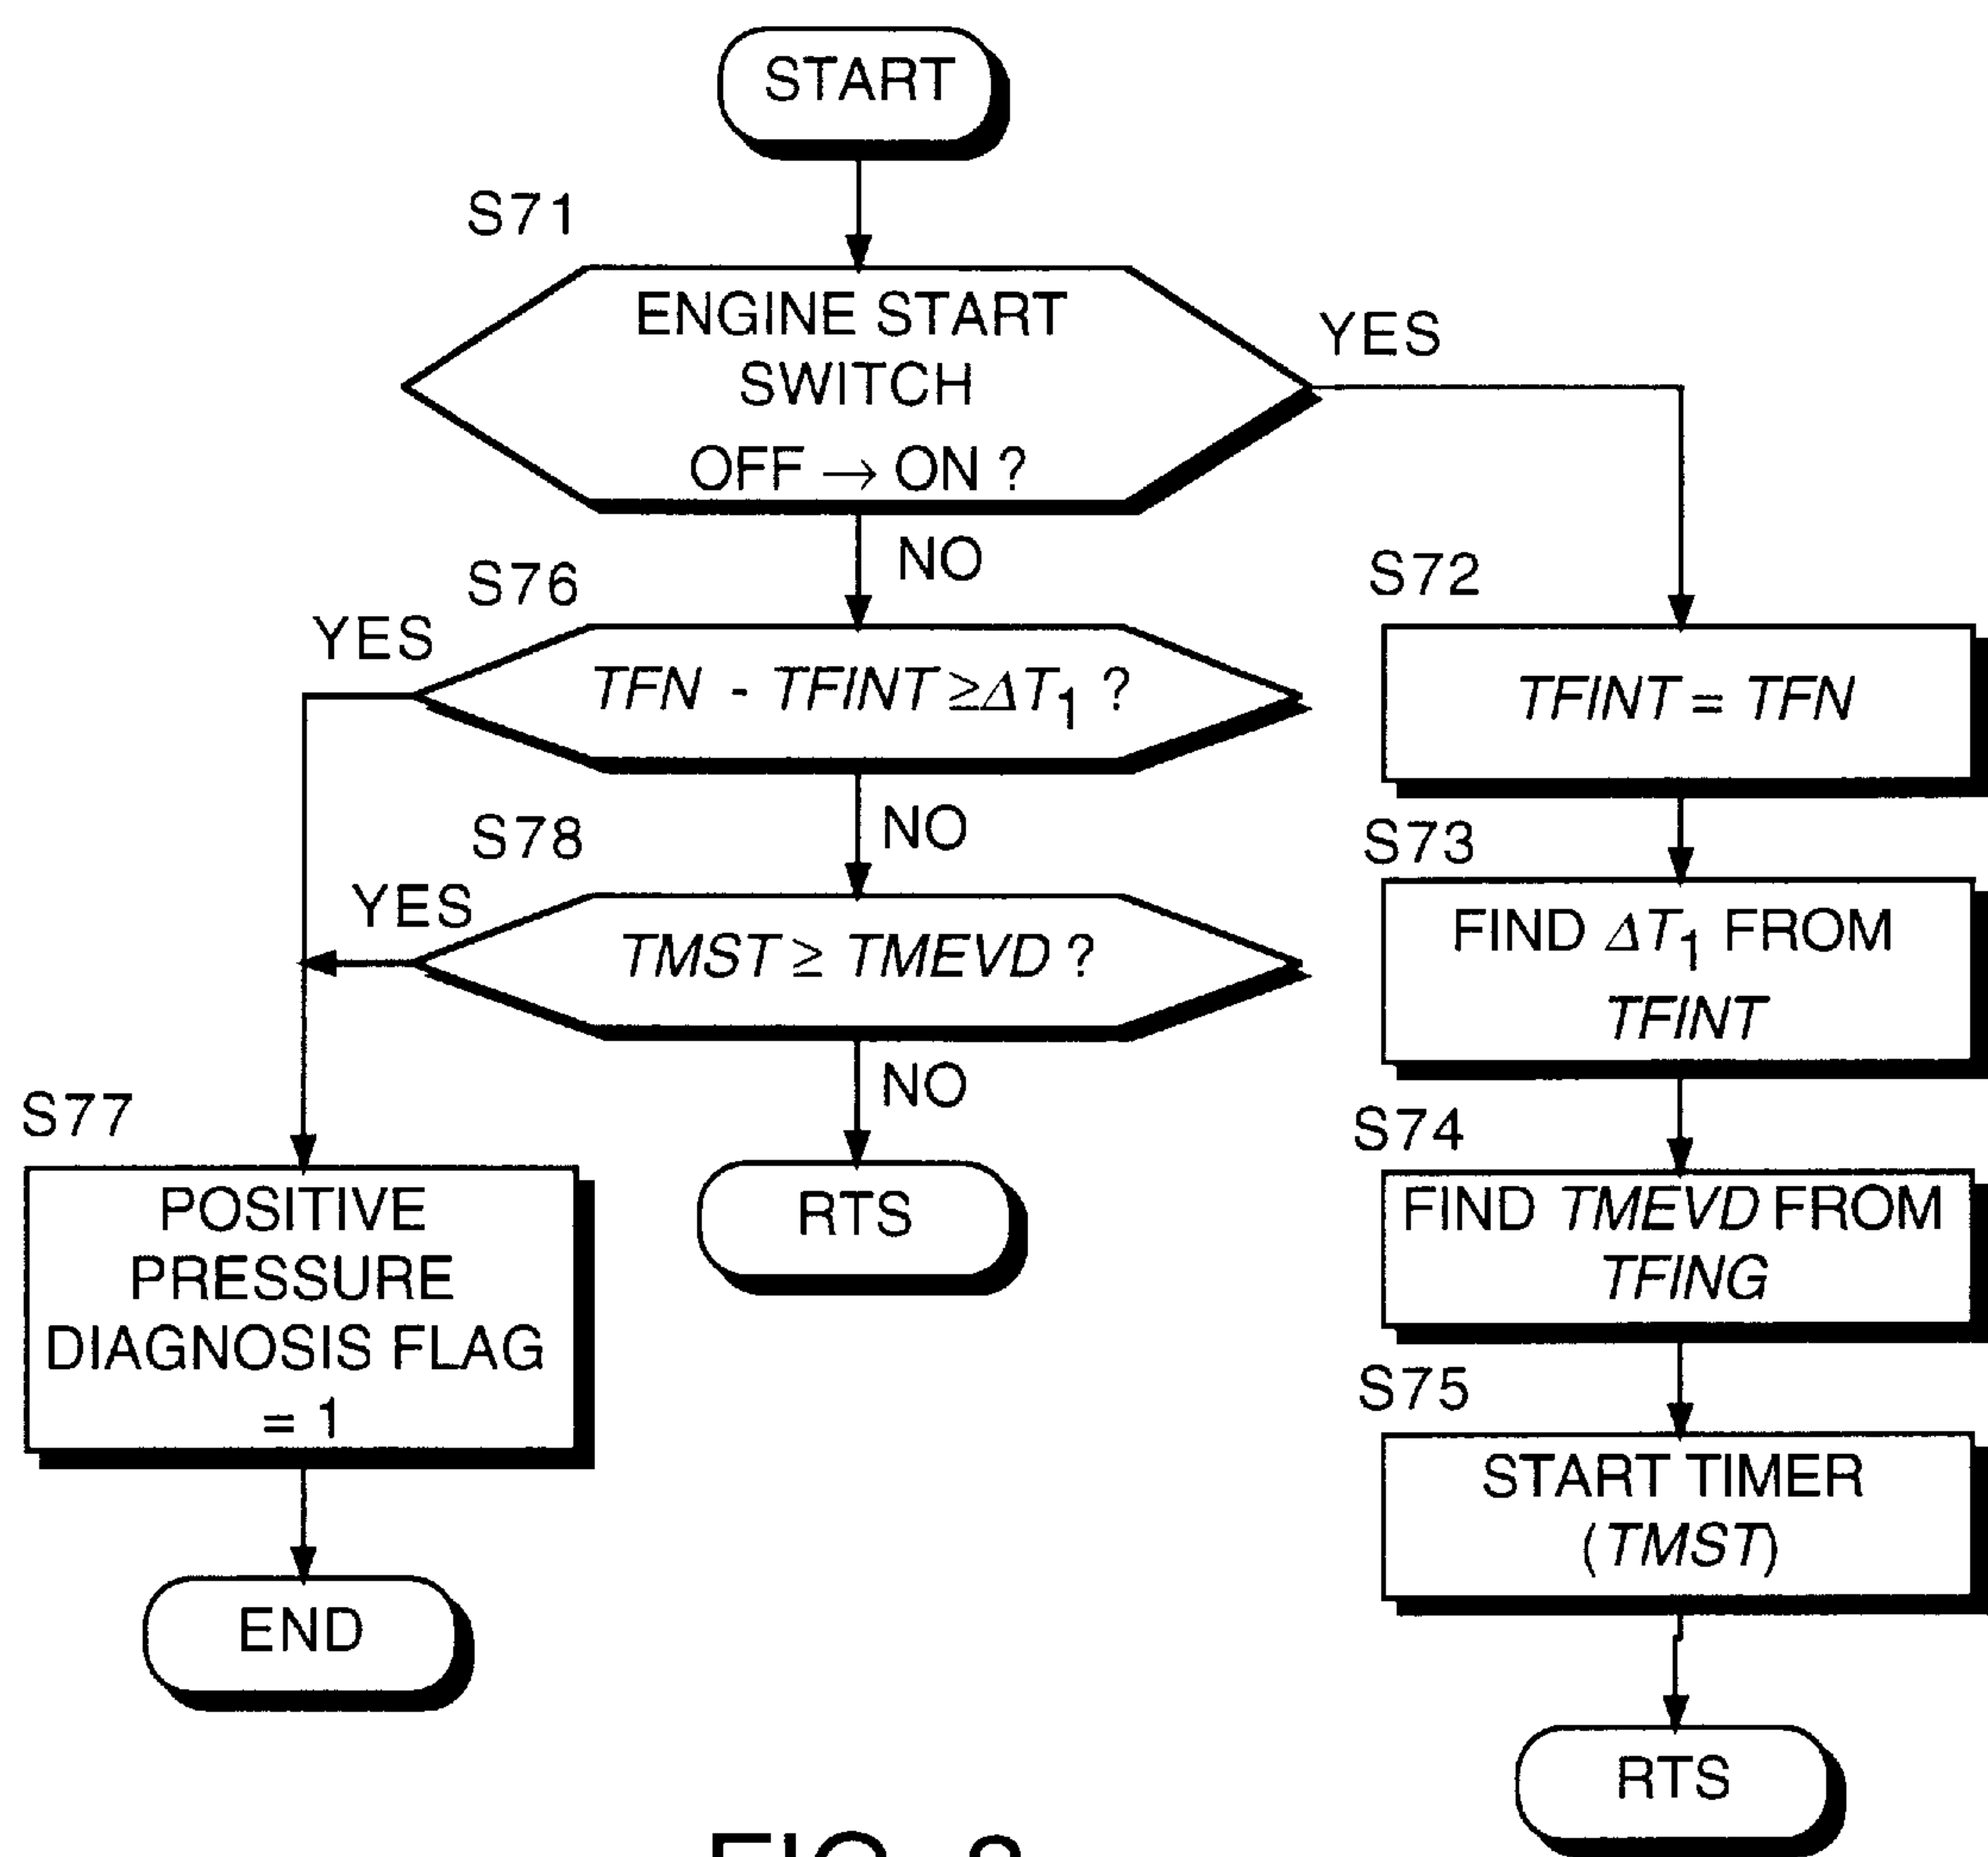 START
S71
ENGINE START
SWITCH
OFF → ON ?
YES
NO
S76
YES
TFN - TFINT ≥ΔT1 ?
NO
S78
YES
TMST ≥ TMEVD ?
NO
RTS
S77
POSITIVE
PRESSURE
DIAGNOSIS FLAG
= 1
END
S72
TFINT = TFN
S73
FIND ΔT1 FROM
TFINT
S74
FIND TMEVD FROM
TFING
S75
START TIMER
(TMST)
RTS